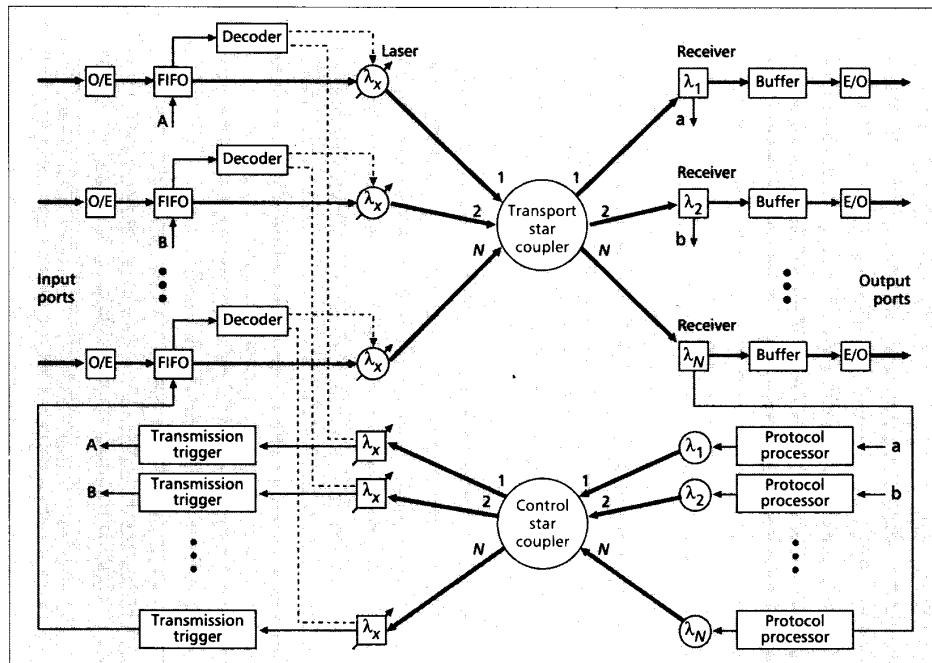 Decoder
Laser
Receiver
O/E FIFO λx λ1 Buffer E/O
A a
Decoder
1 1
Receiver
O/E FIFO λx 2 Transport star coupler 2 λ2 Buffer E/O
B b
N N
Input ports
Output ports
Decoder
Receiver
O/E FIFO λx λN Buffer E/O
A Transmission trigger λx λ1 Protocol processor a
1 1
B Transmission trigger λx 2 Control star coupler 2 λ2 Protocol processor b
N N
Transmission trigger λx λN Protocol processor